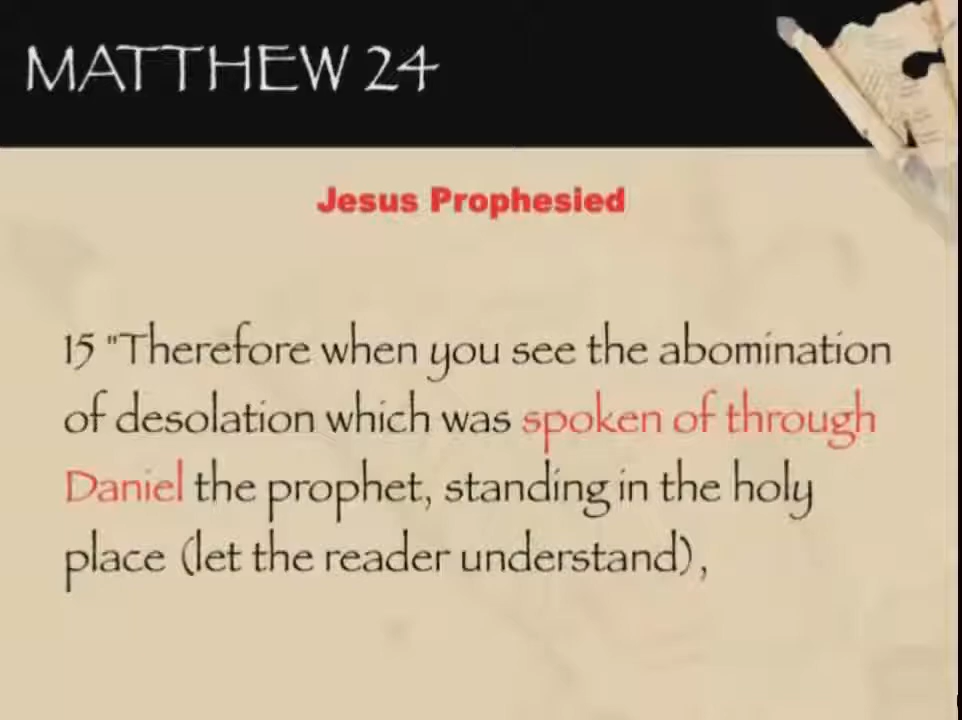 MATTHEW 24
Jesus Prophesied
15 "Therefore when you see the abomination
of desolation which was spoken of through
Daniel the prophet, standing in the holy
place (let the reader understand),